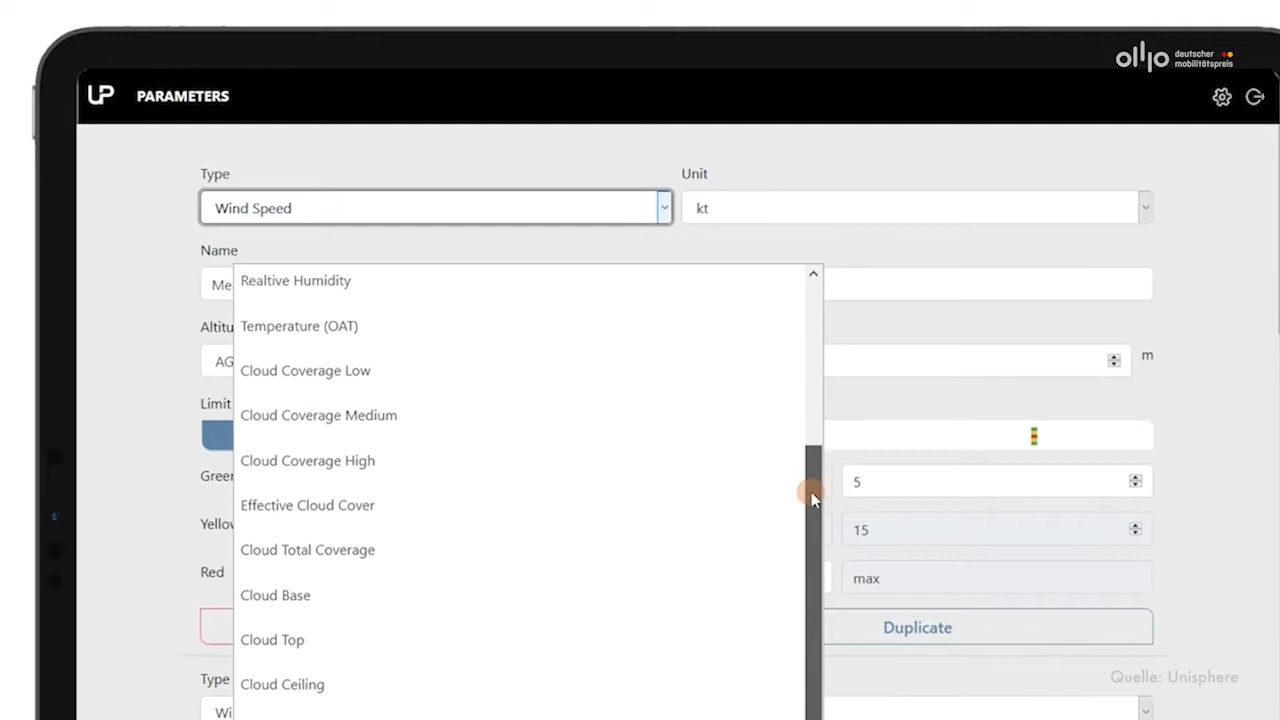 ollo deutscher
mobilitätspreis
UP PARAMETERS
Type Unit
Wind Speed kt
Name
Me
Realtive Humidity
Altitu
Temperature (OAT)
AG m
Cloud Coverage Low
Limit
Cloud Coverage Medium
Cloud Coverage High
Green 5
Effective Cloud Cover
Yellow 15
Cloud Total Coverage
Red max
Cloud Base
Duplicate
Cloud Top
Type
Cloud Ceiling
Quelle: Unisphere
Wi